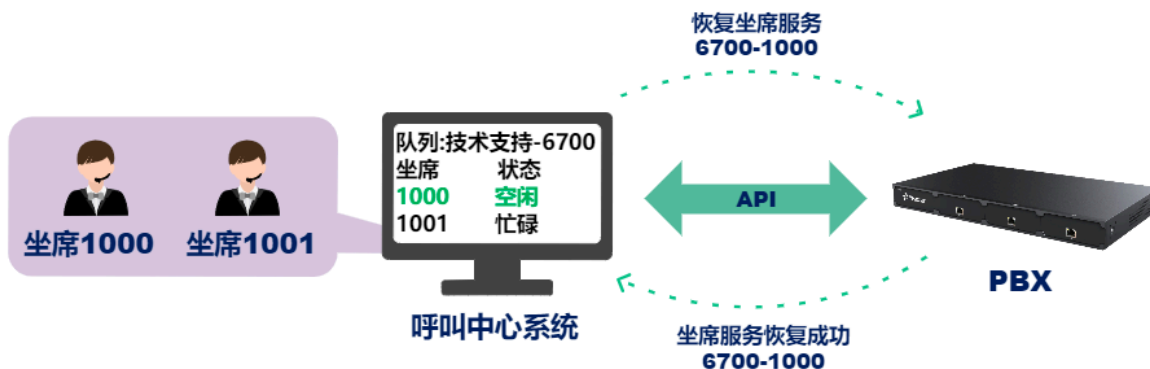 恢复坐席服务
6700-1000
队列:技术支持-6700
坐席 状态
1000 空闲
1001 忙碌
坐席1000 坐席1001
API
PBX
呼叫中心系统
坐席服务恢复成功
6700-1000